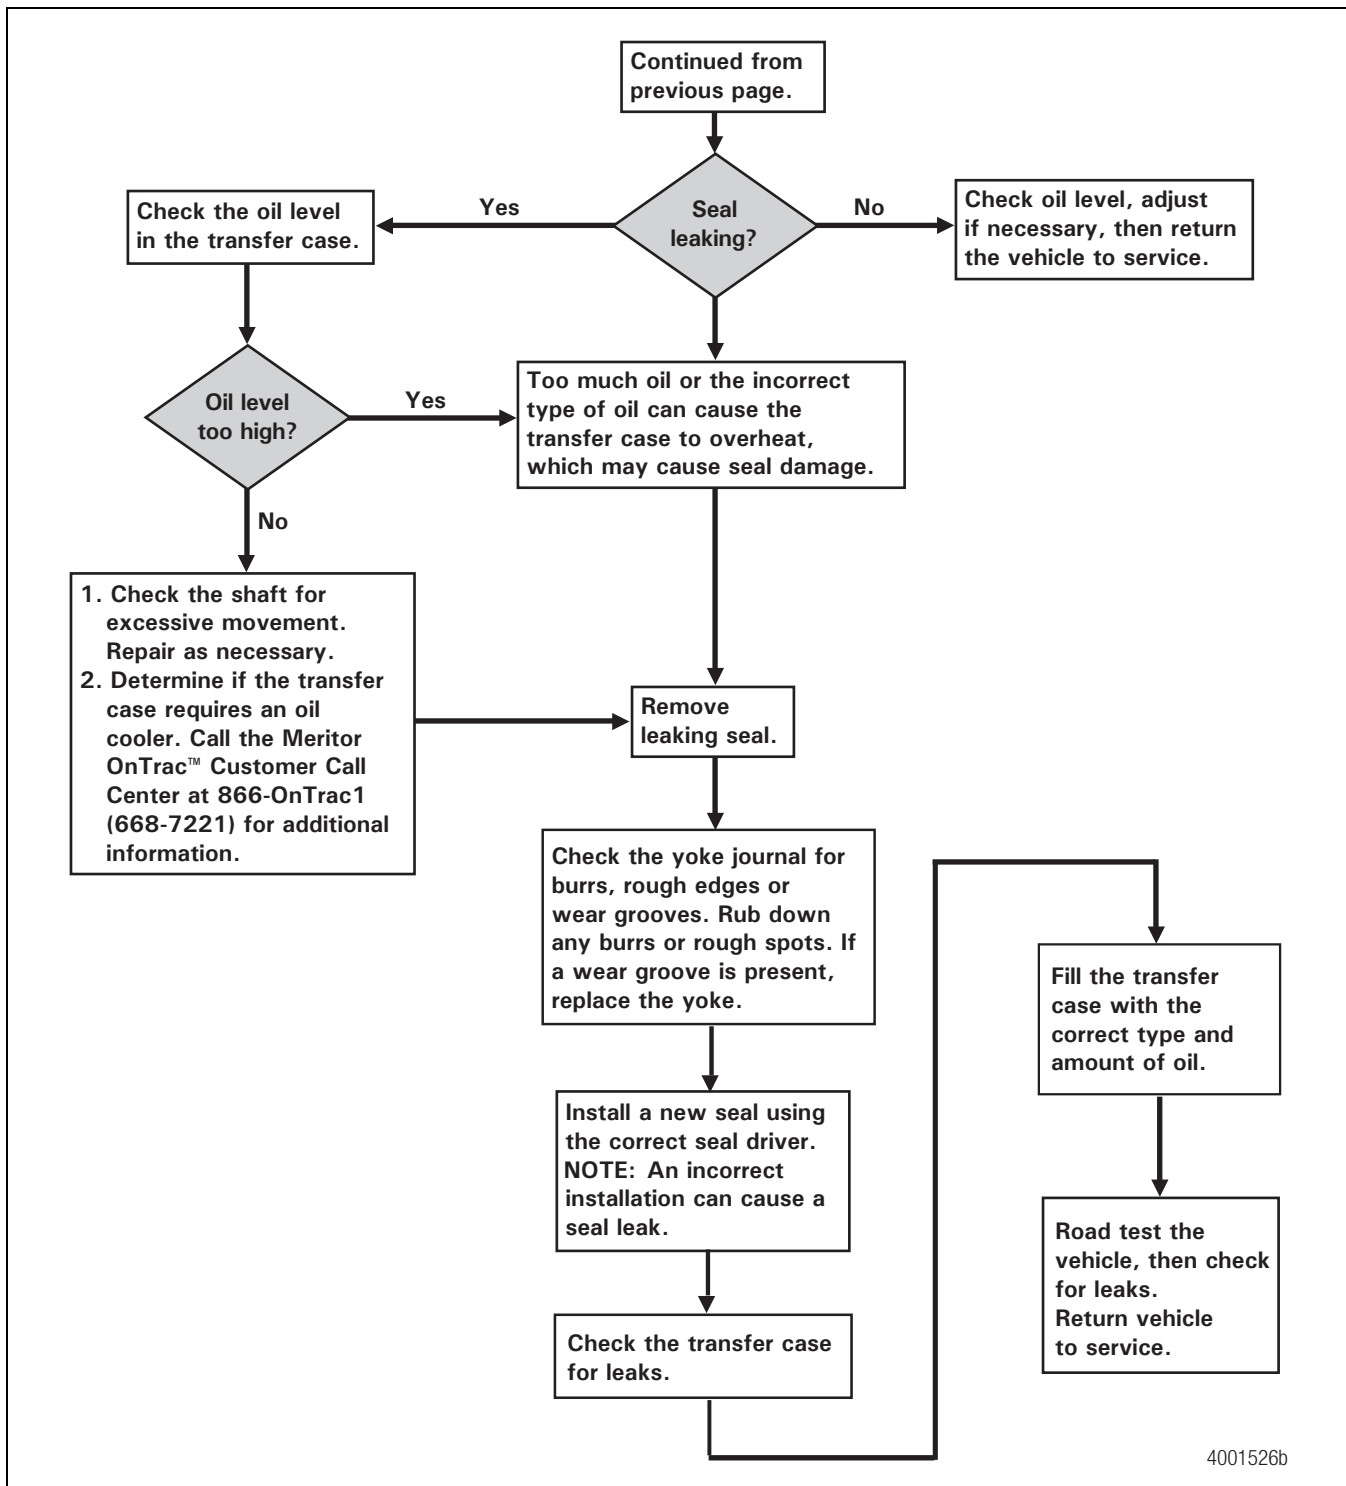 Continued from
previous page.
Seal
leaking?
Yes
No
Check the oil level
in the transfer case.
Check oil level, adjust
if necessary, then return
the vehicle to service.
Oil level
too high?
Yes
No
Too much oil or the incorrect
type of oil can cause the
transfer case to overheat,
which may cause seal damage.
1. Check the shaft for
excessive movement.
Repair as necessary.
2. Determine if the transfer
case requires an oil
cooler. Call the Meritor
OnTrac™ Customer Call
Center at 866-OnTrac1
(668-7221) for additional
information.
Remove
leaking seal.
Check the yoke journal for
burrs, rough edges or
wear grooves. Rub down
any burrs or rough spots. If
a wear groove is present,
replace the yoke.
Install a new seal using
the correct seal driver.
NOTE: An incorrect
installation can cause a
seal leak.
Check the transfer case
for leaks.
Fill the transfer
case with the
correct type and
amount of oil.
Road test the
vehicle, then check
for leaks.
Return vehicle
to service.
4001526b